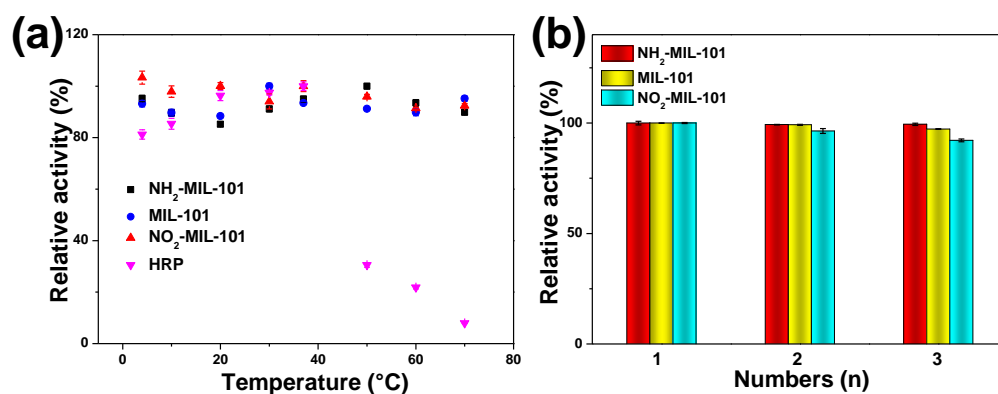 (a)
Relative activity (%)
120
80
40
0
NH2-MIL-101
MIL-101
NO2-MIL-101
HRP
0 20 40 60 80
Temperature (°C)
(b)
Relative activity (%)
100
50
0
NH2-MIL-101
MIL-101
NO2-MIL-101
1 2 3
Numbers (n)